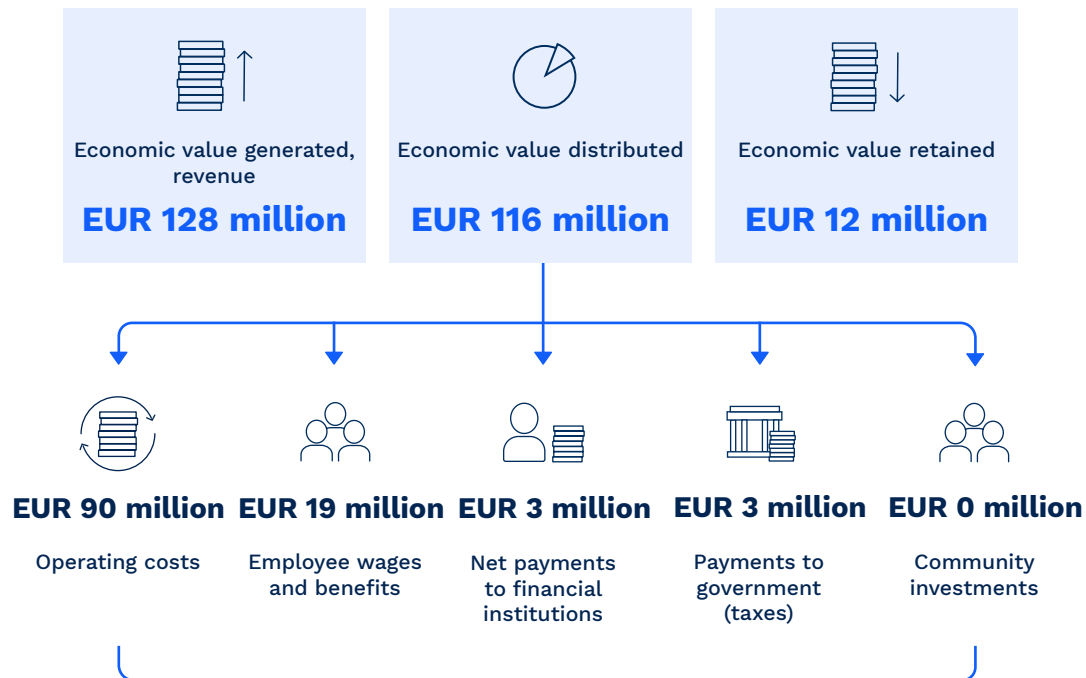 Economic value generated,
revenue
EUR 128 million
Economic value distributed
EUR 116 million
Economic value retained
EUR 12 million
EUR 90 million
Operating costs
EUR 19 million
Employee wages
and benefits
EUR 3 million
Net payments
to financial
institutions
EUR 3 million
Payments to
government
(taxes)
EUR 0 million
Community
investments